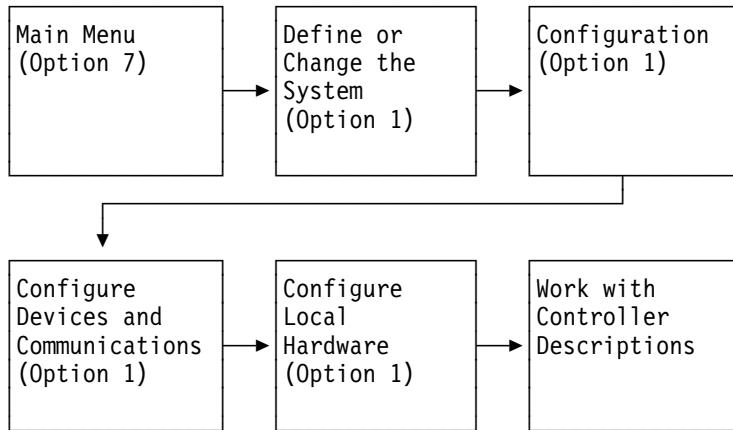 Main Menu
(Option 7)
Define or
Change the
System
(Option 1)
Configuration
(Option 1)
Configure
Devices and
Communications
(Option 1)
Configure
Local
Hardware
(Option 1)
Work with
Controller
Descriptions